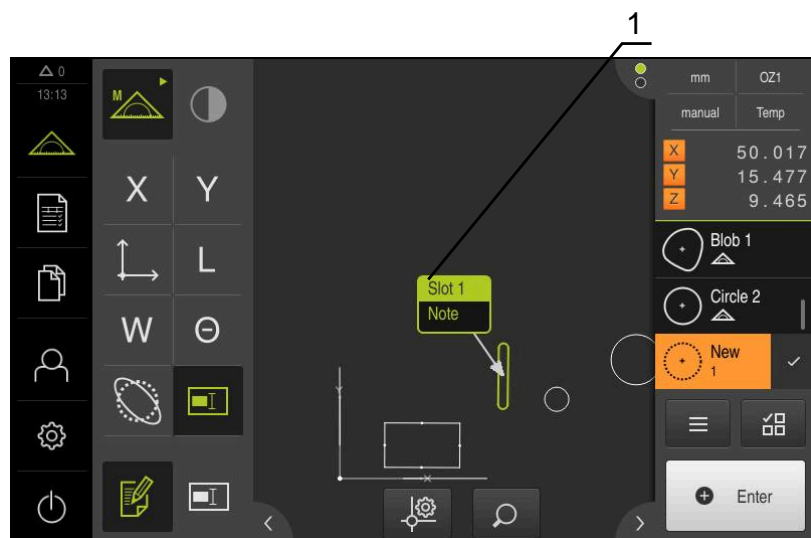 1
0
13:13
M
X
Y
L
W
Θ
Slot 1
Note
Y
X
mm
OZ1
manual
Temp
X 50.017
Y 15.477
Z 9.465
Blob 1
Circle 2
New
1
Enter